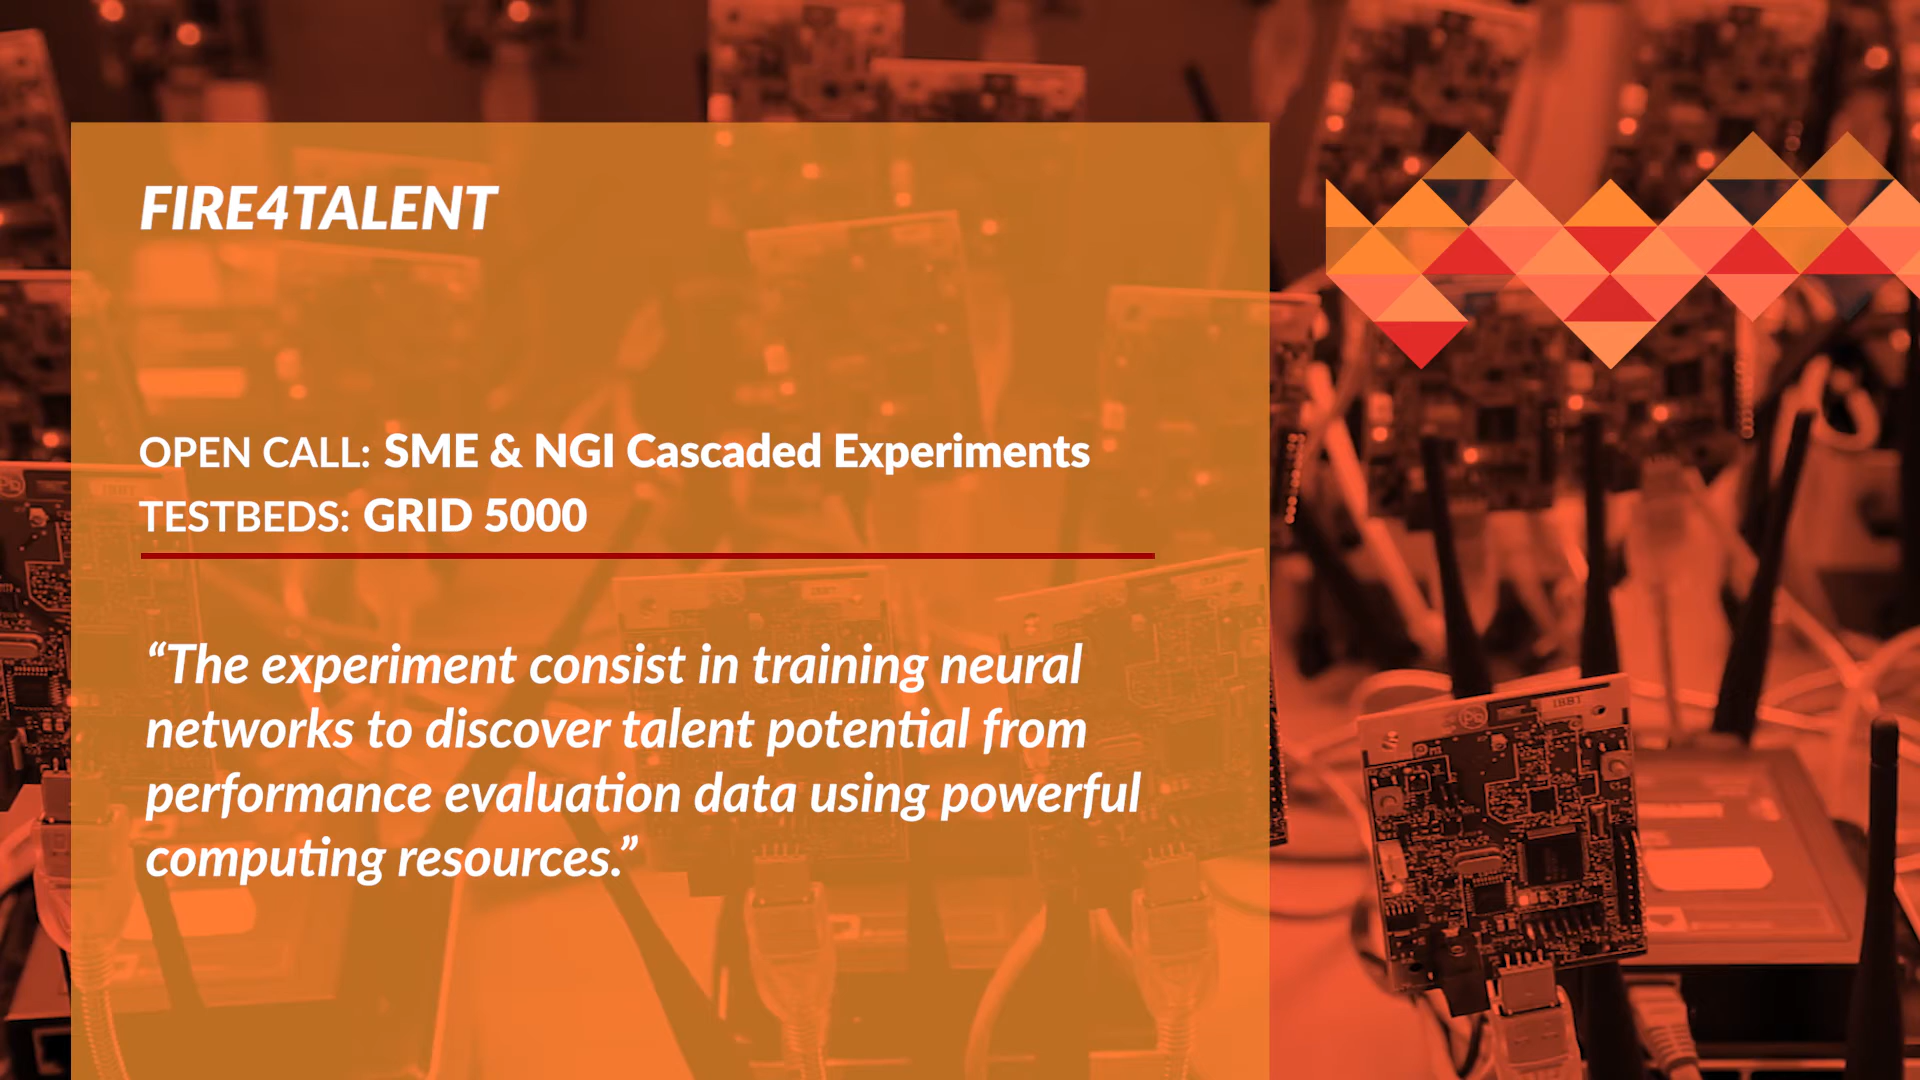 FIRE4TALENT
OPEN CALL: SME & NGI Cascaded Experiments
TESTBEDS: GRID 5000
“The experiment consist in training neural
networks to discover talent potential from
performance evaluation data using powerful
computing resources.”
IBBT